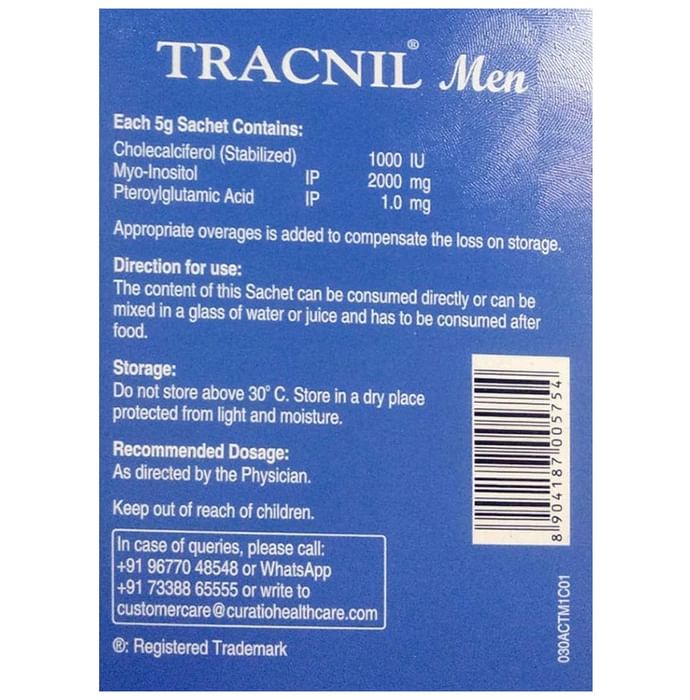 TRACNIL® Men
Each 5g Sachet Contains:
Cholecalciferol (Stabilized) 1000 IU
Myo-Inositol IP 2000 mg
Pteroylglutamic Acid IP 1.0 mg
Appropriate overages is added to compensate the loss on storage.
Direction for use:
The content of this Sachet can be consumed directly or can be
mixed in a glass of water or juice and has to be consumed after
food.
Storage:
Do not store above 30° C. Store in a dry place
protected from light and moisture.
Recommended Dosage:
As directed by the Physician.
Keep out of reach of children.
In case of queries, please call:
+91 96770 48548 or WhatsApp
+91 73388 65555 or write to
customercare@curatiohealthcare.com
®: Registered Trademark
8 904187 005754
030ACTM1C01